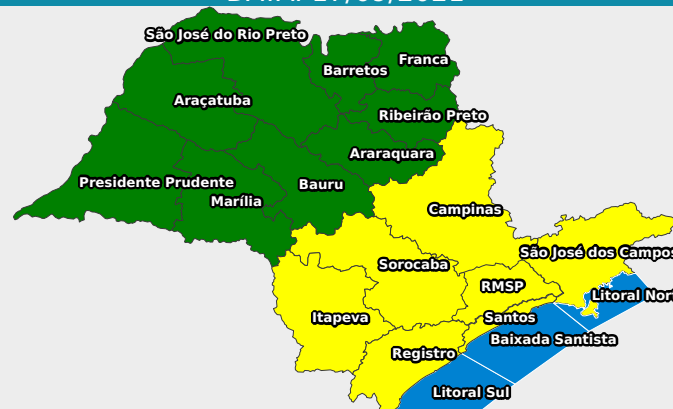 São José do Rio Preto
Franca
Barretos
Araçatuba
Ribeirão Preto
Araraquara
Presidente Prudente
Bauru
Marília
Campinas
São José dos Campos
Sorocaba
RMSP
Litoral Nort
Itapeva
Santos
Baixada Santista
Registro
Litoral Sul